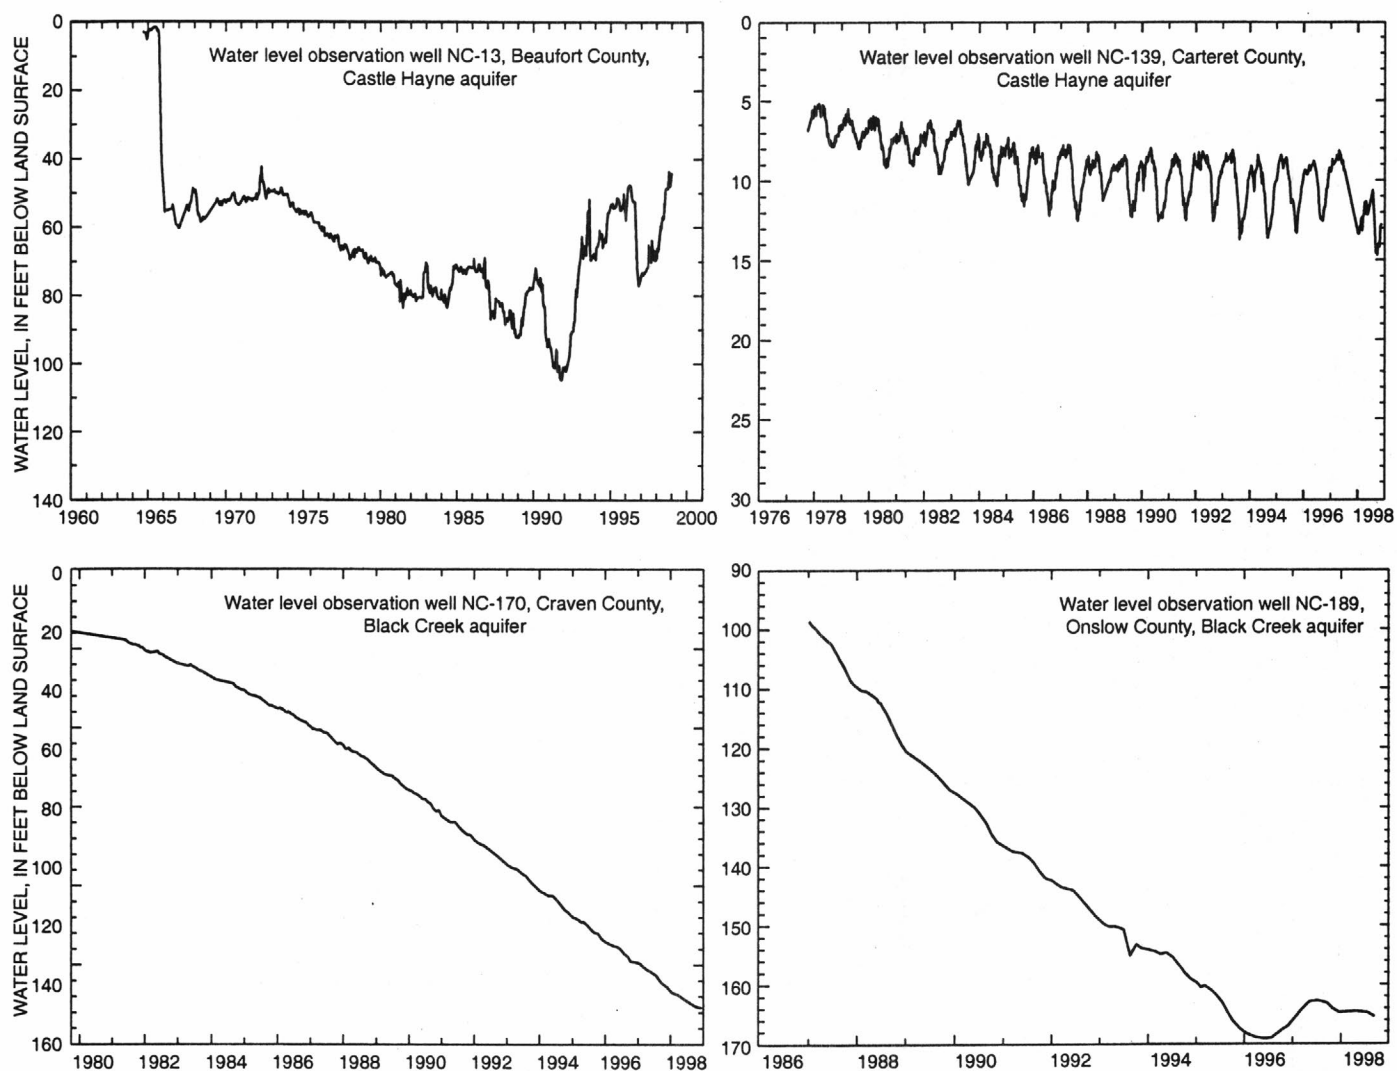 WATER LEVEL, IN FEET BELOW LAND SURFACE
Water level observation well NC-13, Beaufort County,
Castle Hayne aquifer
0
20
40
60
80
100
120
140
1960 1965 1970 1975 1980 1985 1990 1995 2000
Water level observation well NC-139, Carteret County,
Castle Hayne aquifer
0
5
10
15
20
25
30
1976 1978 1980 1982 1984 1986 1988 1990 1992 1994 1996 1998
WATER LEVEL, IN FEET BELOW LAND SURFACE
Water level observation well NC-170, Craven County,
Black Creek aquifer
0
20
40
60
80
100
120
140
160
1980 1982 1984 1986 1988 1990 1992 1994 1996 1998
Water level observation well NC-189,
Onslow County, Black Creek aquifer
90
100
110
120
130
140
150
160
170
1986 1988 1990 1992 1994 1996 1998